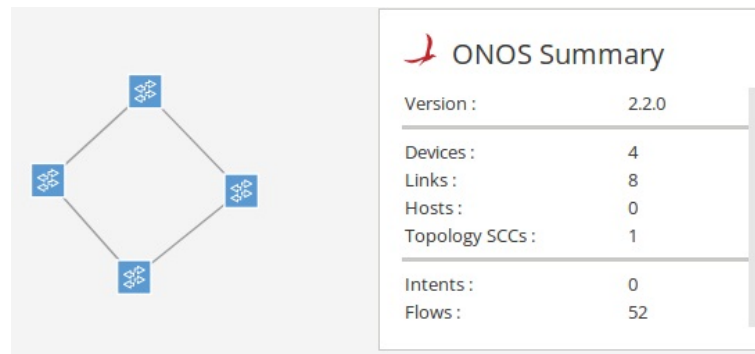 ONOS Summary
Version : 2.2.0
Devices : 4
Links : 8
Hosts : 0
Topology SCCs : 1
Intents : 0
Flows : 52